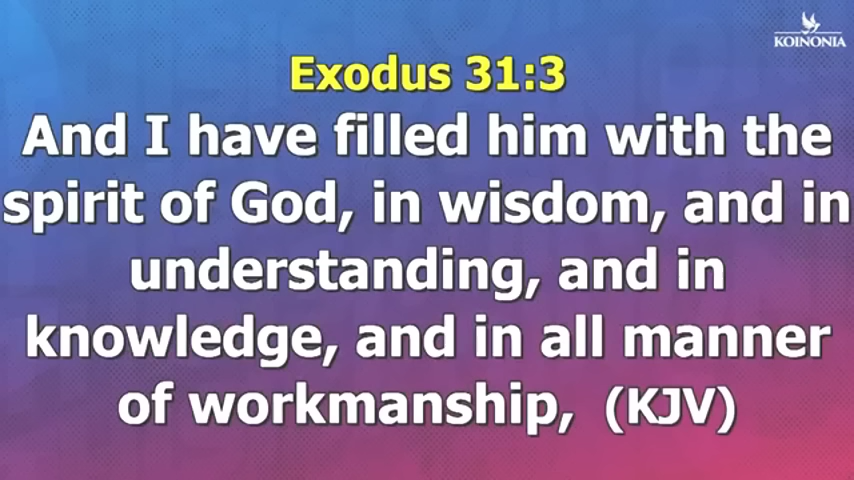 KOINONIA
Exodus 31:3
And I have filled him with the
spirit of God, in wisdom, and in
understanding, and in
knowledge, and in all manner
of workmanship, (KJV)